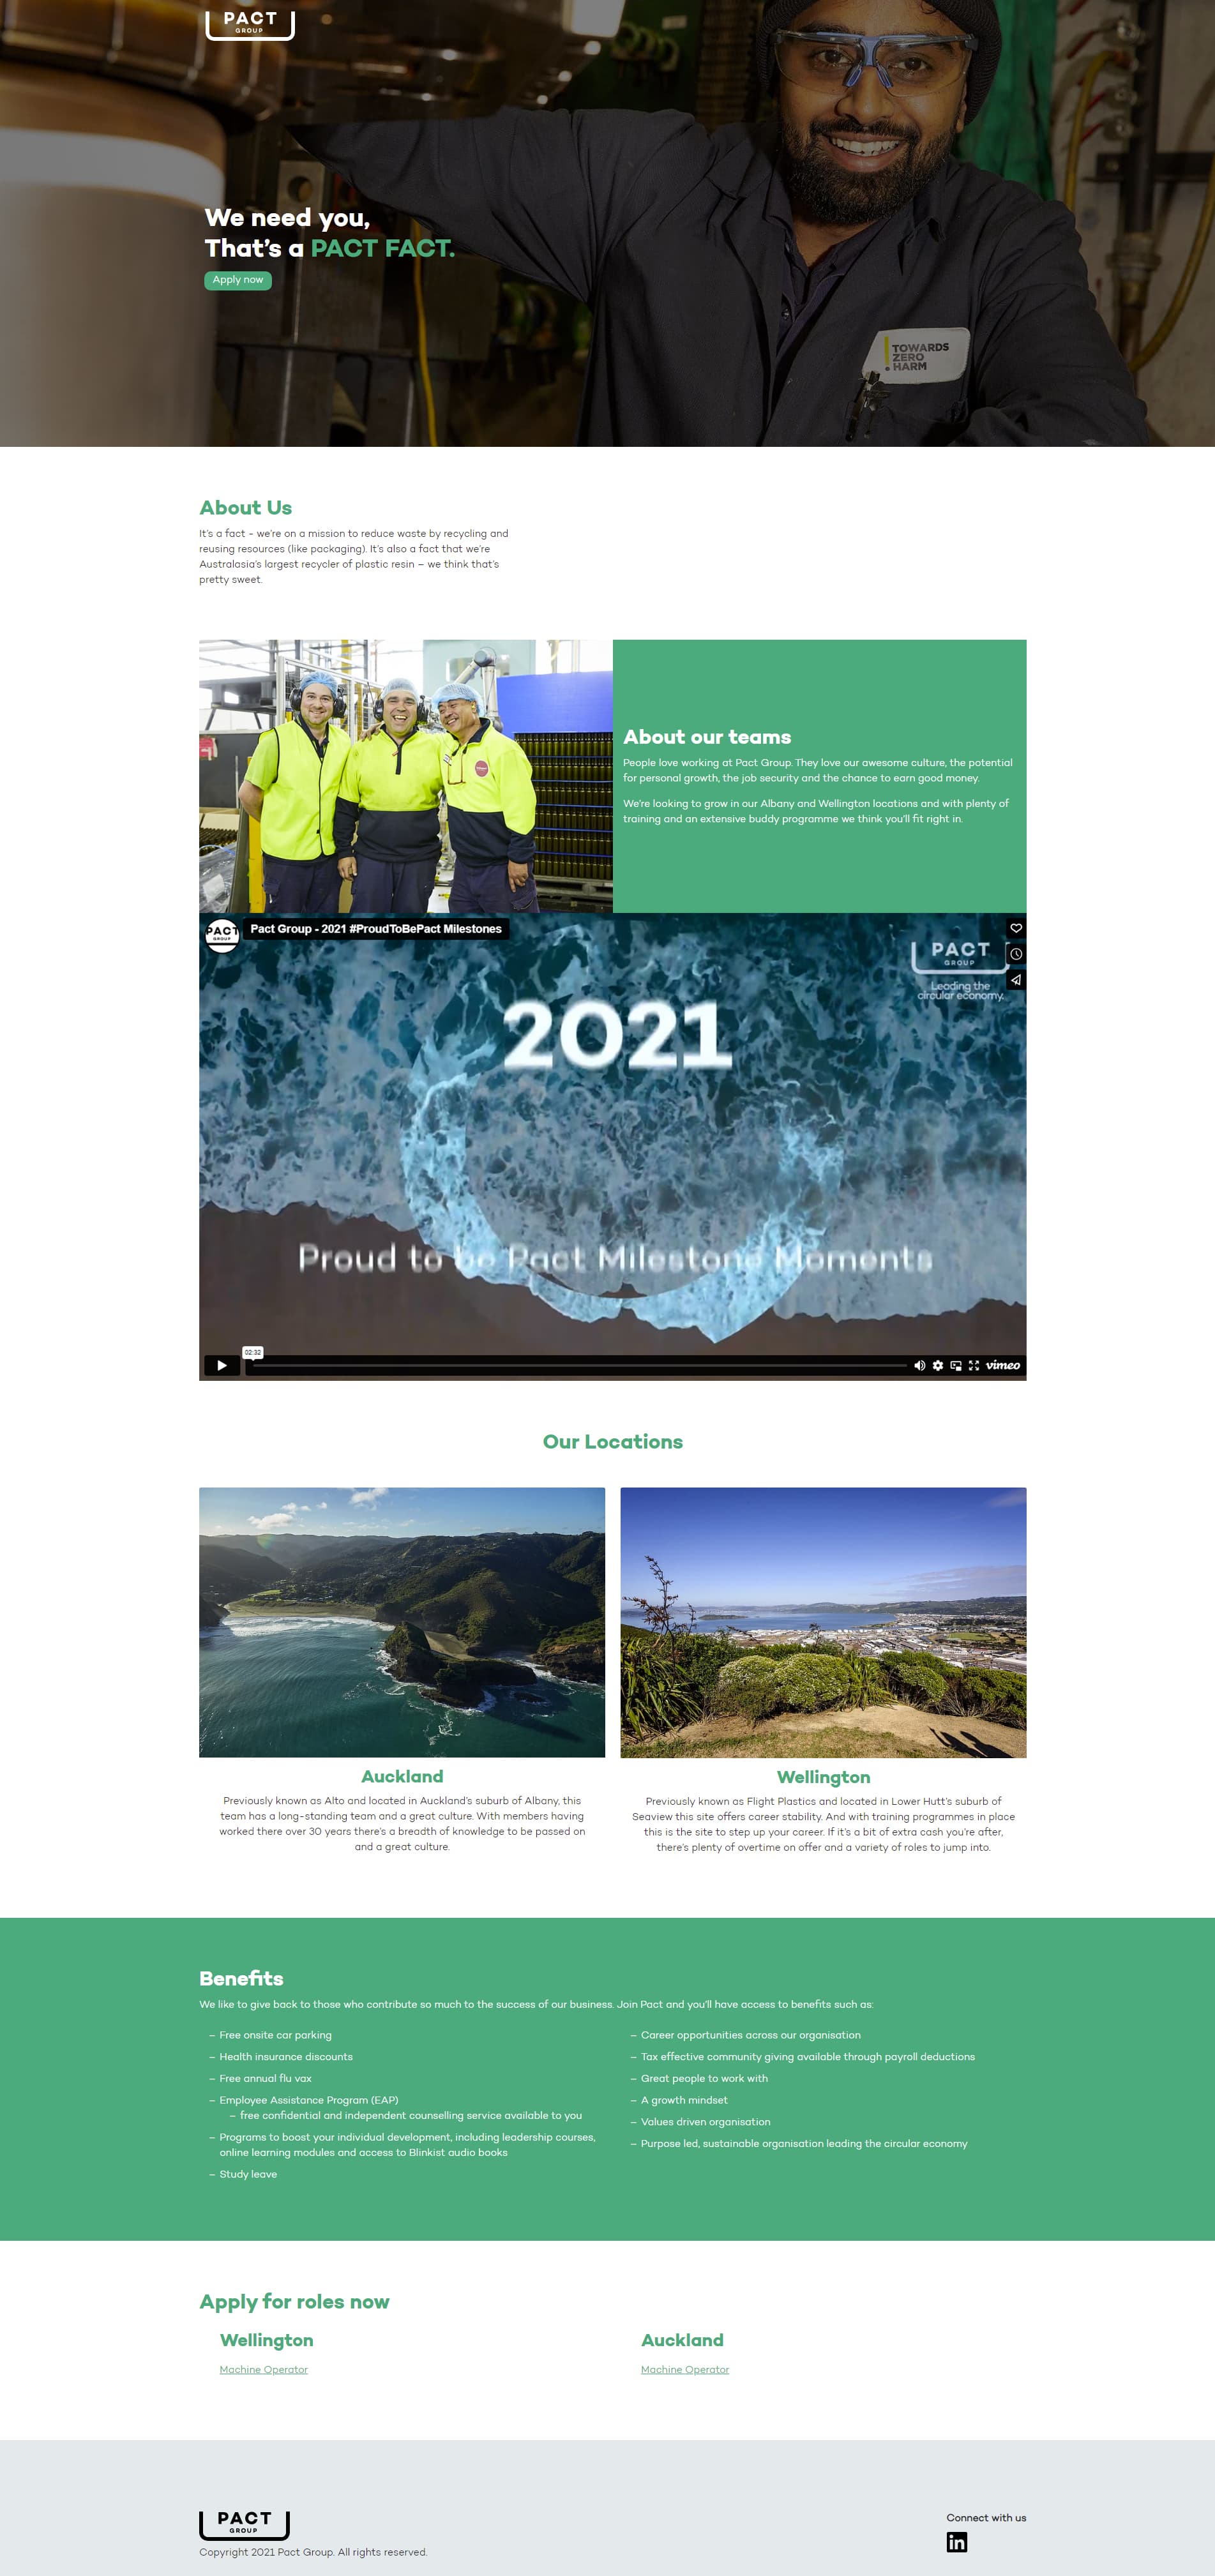 PACT
GROUP
We need you,
That's a PACT FACT.
Apply now
TOWARDS
ZERO
HARM
About Us
It's a fact - we're on a mission to reduce waste by recycling and
reusing resources (like packaging). It's also a fact that we're
Australasia's largest recycler of plastic resin – we think that's
pretty sweet.
About our teams
People love working at Pact Group. They love our awesome culture, the potential
for personal growth, the job security and the chance to earn good money.
We're looking to grow in our Albany and Wellington locations and with plenty of
training and an extensive buddy programme we think you'll fit right in.
PACT
GROUP
Pact Group - 2021 #ProudToBePact Milestones
PACT
GROUP
Leading the
circular economy.
2021
Proud to be Pact Milestone Moments
02:32
vimeo
Our Locations
Auckland
Previously known as Alto and located in Auckland's suburb of Albany, this
team has a long-standing team and a great culture. With members having
worked there over 30 years there's a breadth of knowledge to be passed on
and a great culture.
Wellington
Previously known as Flight Plastics and located in Lower Hutt's suburb of
Seaview this site offers career stability. And with training programmes in place
this is the site to step up your career. If it's a bit of extra cash you're after,
there's plenty of overtime on offer and a variety of roles to jump into.
Benefits
We like to give back to those who contribute so much to the success of our business. Join Pact and you'll have access to benefits such as:
– Free onsite car parking
– Health insurance discounts
– Free annual flu vax
– Employee Assistance Program (EAP)
– free confidential and independent counselling service available to you
– Programs to boost your individual development, including leadership courses,
online learning modules and access to Blinkist audio books
– Study leave
– Career opportunities across our organisation
– Tax effective community giving available through payroll deductions
– Great people to work with
– A growth mindset
– Values driven organisation
– Purpose led, sustainable organisation leading the circular economy
Apply for roles now
Wellington
Machine Operator
Auckland
Machine Operator
PACT
GROUP
Copyright 2021 Pact Group. All rights reserved.
Connect with us
in